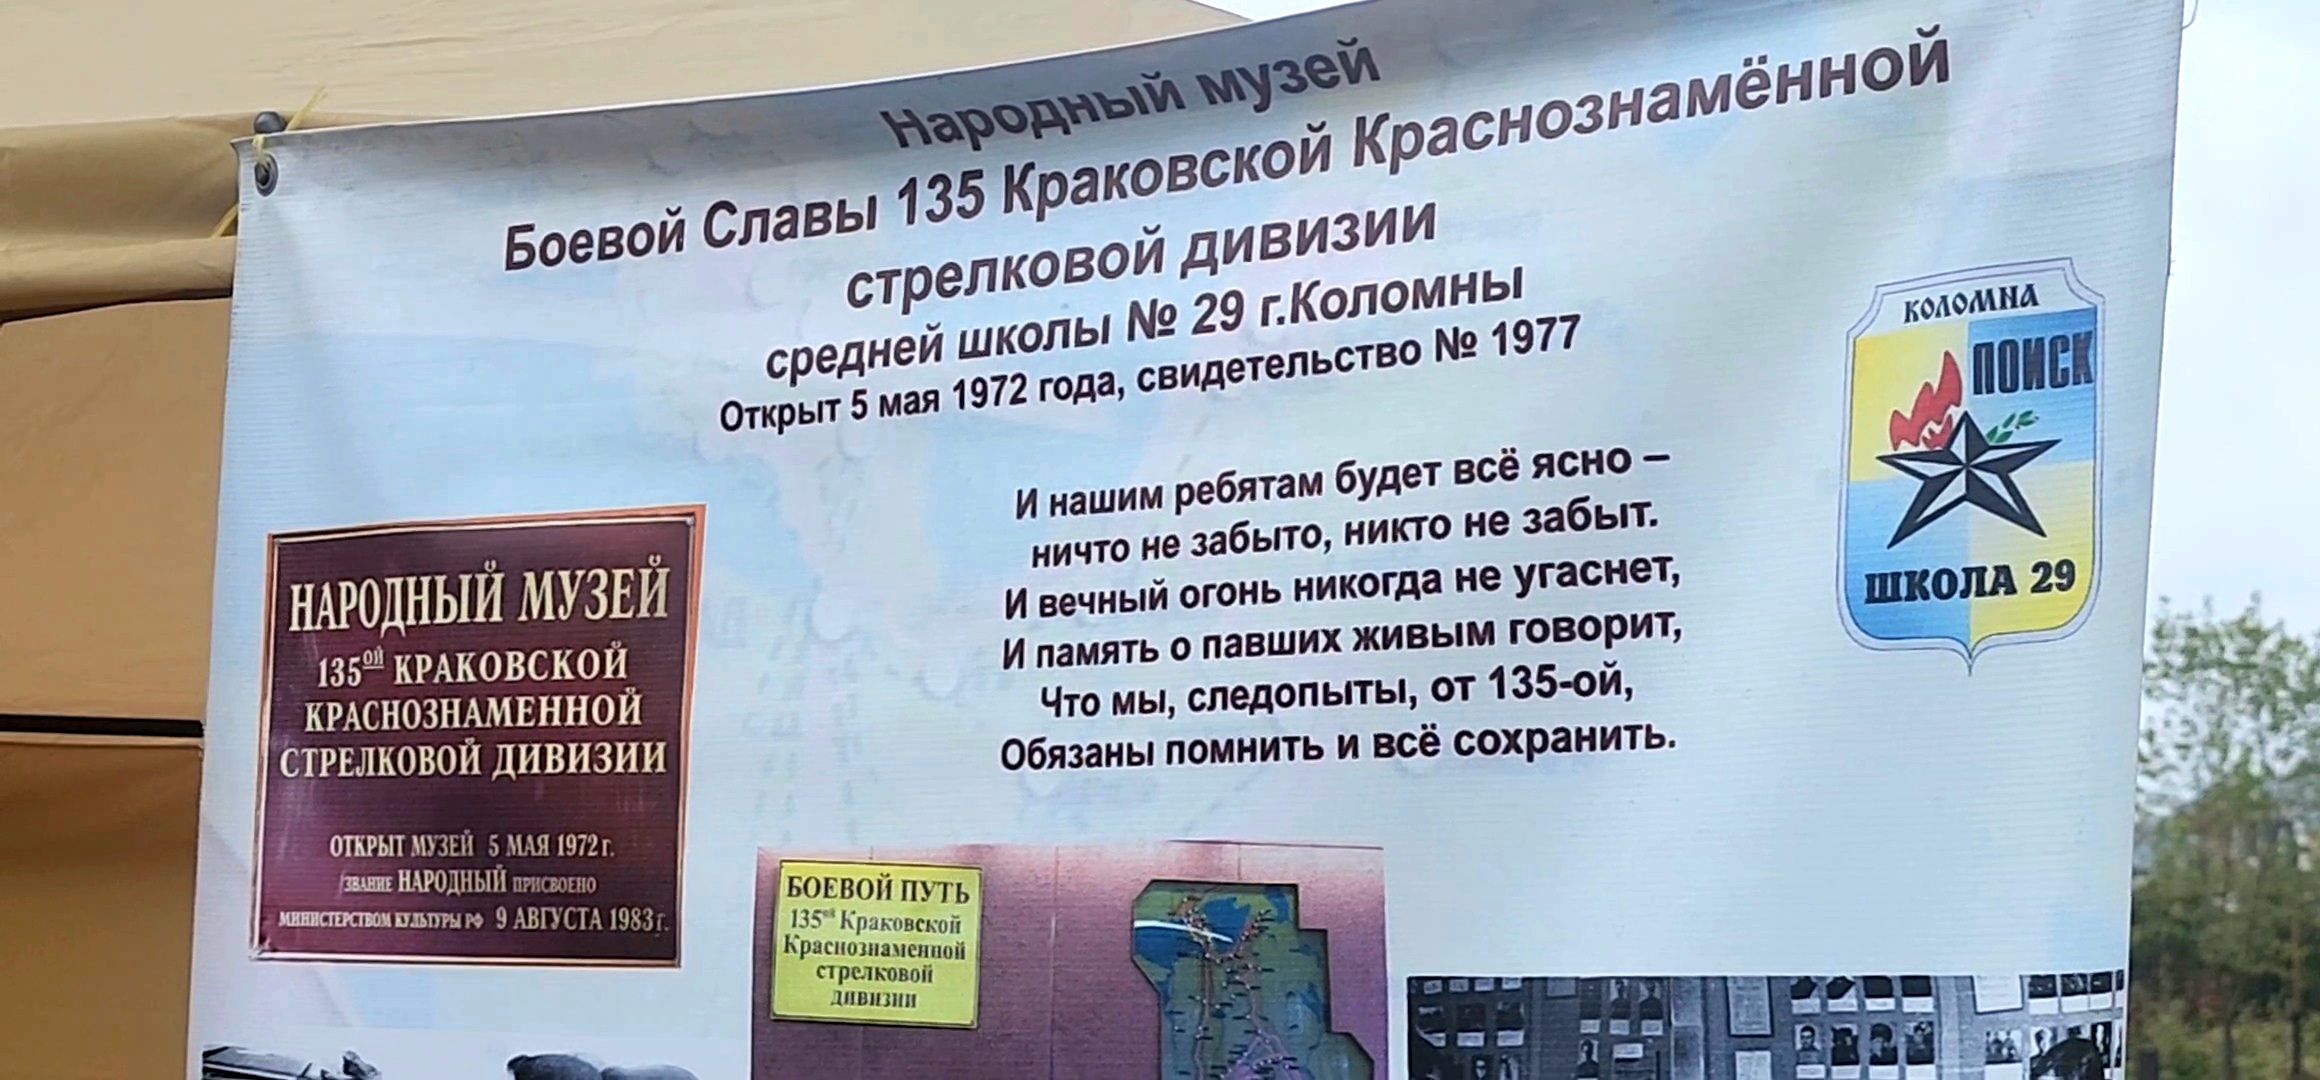 Народный музей
Боевой Славы 135 Краковской Краснознамённой
стрелковой дивизии
средней школы № 29 г.Коломны
Открыт 5 мая 1972 года, свидетельство № 1977
КОЛОМНА
ПОИСК
ШКОЛА 29
И нашим ребятам будет всё ясно –
ничто не забыто, никто не забыт.
И вечный огонь никогда не угаснет,
И память о павших живым говорит,
Что мы, следопыты, от 135-ой,
Обязаны помнить и всё сохранить.
НАРОДНЫЙ МУЗЕЙ
135ой КРАКОВСКОЙ
КРАСНОЗНАМЕННОЙ
СТРЕЛКОВОЙ ДИВИЗИИ
ОТКРЫТ МУЗЕЙ 5 МАЯ 1972 г.
ЗВАНИЕ НАРОДНЫЙ ПРИСВОЕНО
МИНИСТЕРСТВОМ КУЛЬТУРЫ РФ 9 АВГУСТА 1983 г.
БОЕВОЙ ПУТЬ
135ой Краковской
Краснознаменной
стрелковой
дивизии